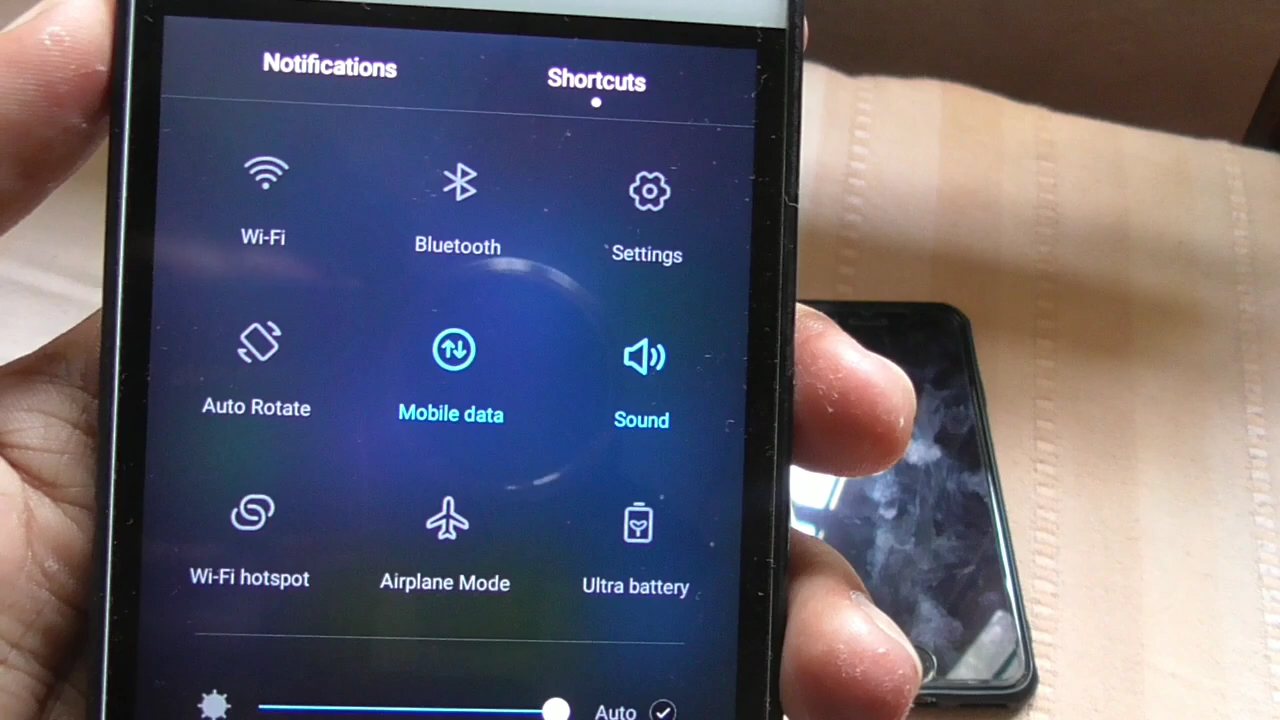 Notifications Shortcuts
Wi-Fi Bluetooth Settings
Auto Rotate Mobile data Sound
Wi-Fi hotspot Airplane Mode Ultra battery
Auto